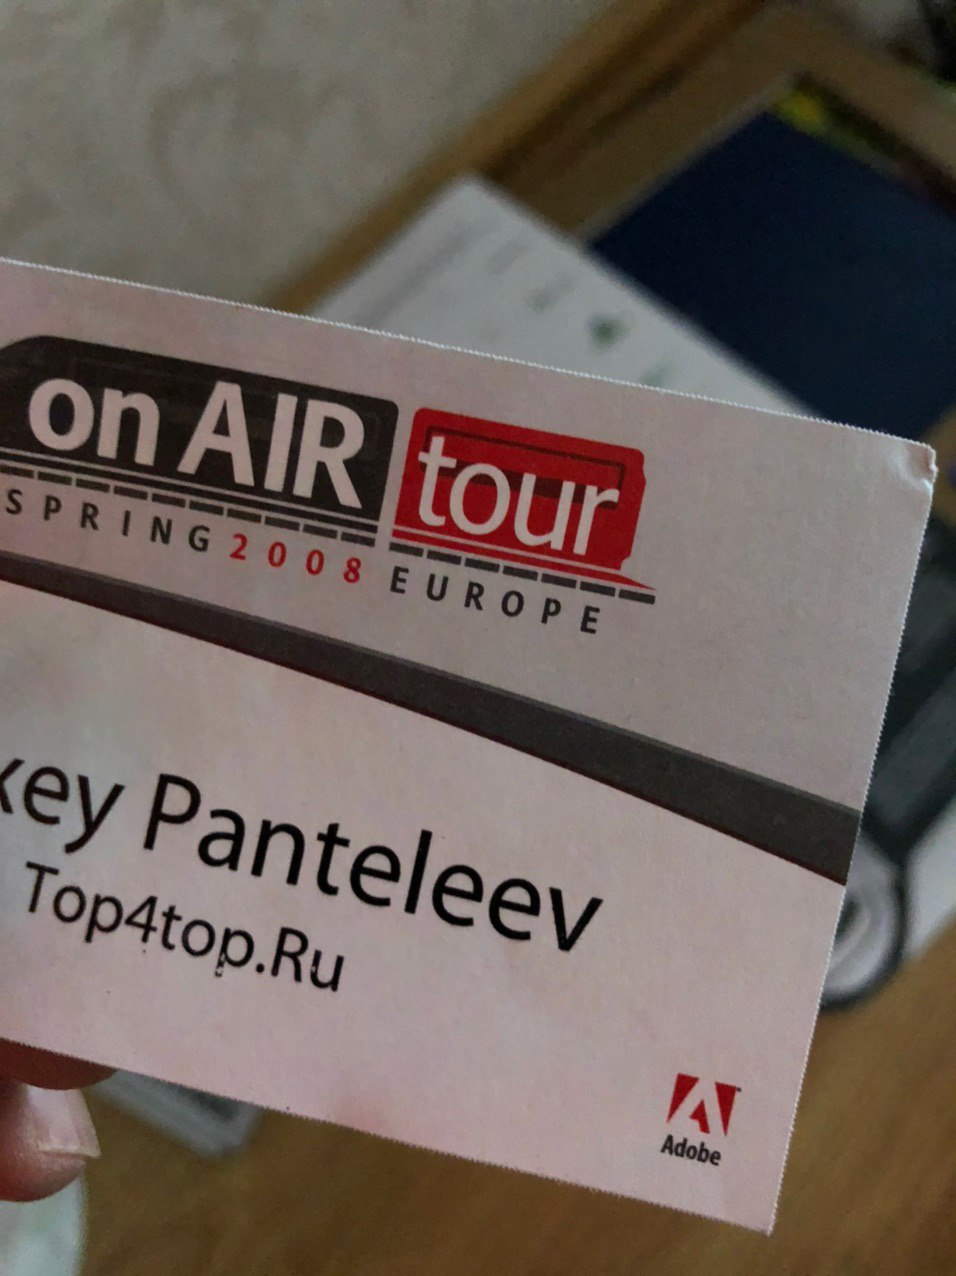 on AIR tour
SPRING 2008 EUROPE
key Panteleev
Top4top.Ru
Adobe